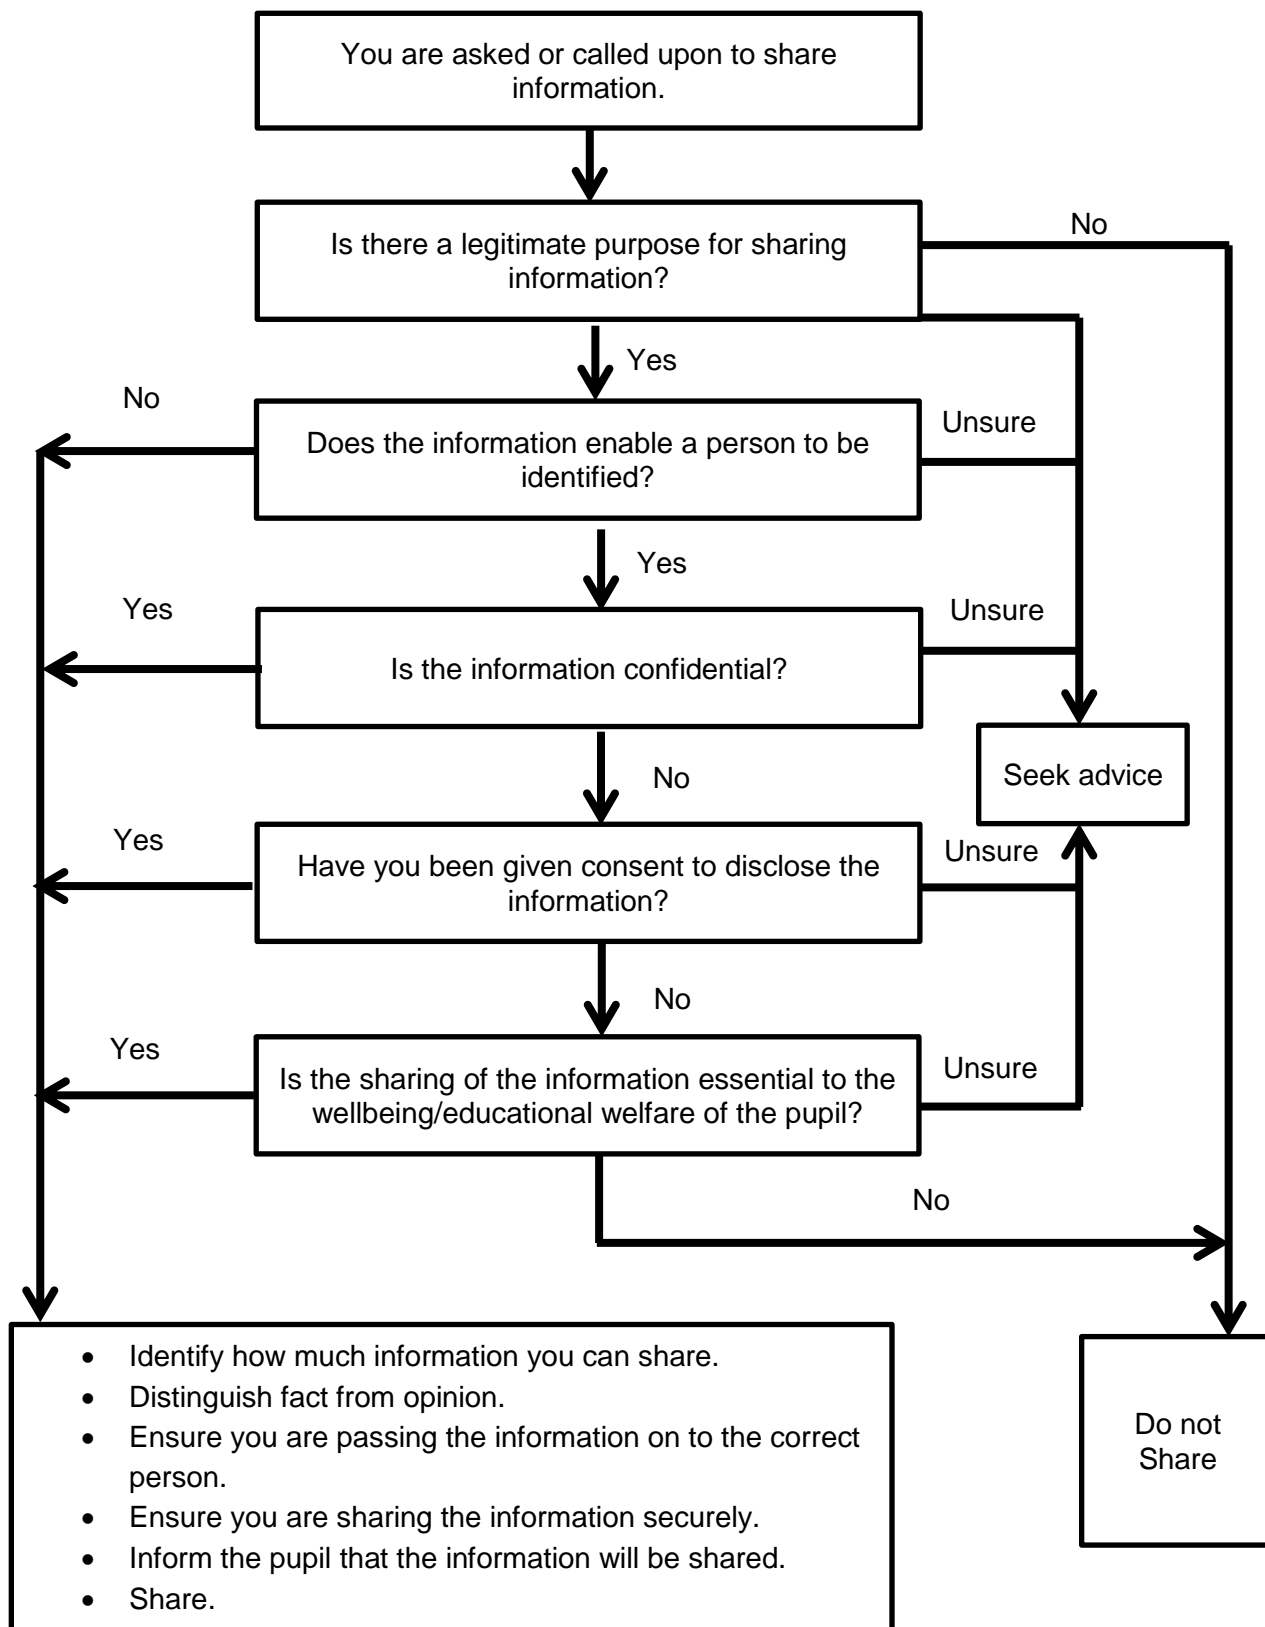 You are asked or called upon to share
information.
No
Is there a legitimate purpose for sharing
information?
Yes
No
Unsure
Does the information enable a person to be
identified?
Yes
Yes
Unsure
Is the information confidential?
Seek advice
No
Yes
Unsure
Have you been given consent to disclose the
information?
No
Yes
Unsure
Is the sharing of the information essential to the
wellbeing/educational welfare of the pupil?
No
• Identify how much information you can share.
• Distinguish fact from opinion.
• Ensure you are passing the information on to the correct
person.
• Ensure you are sharing the information securely.
• Inform the pupil that the information will be shared.
• Share.
Do not
Share